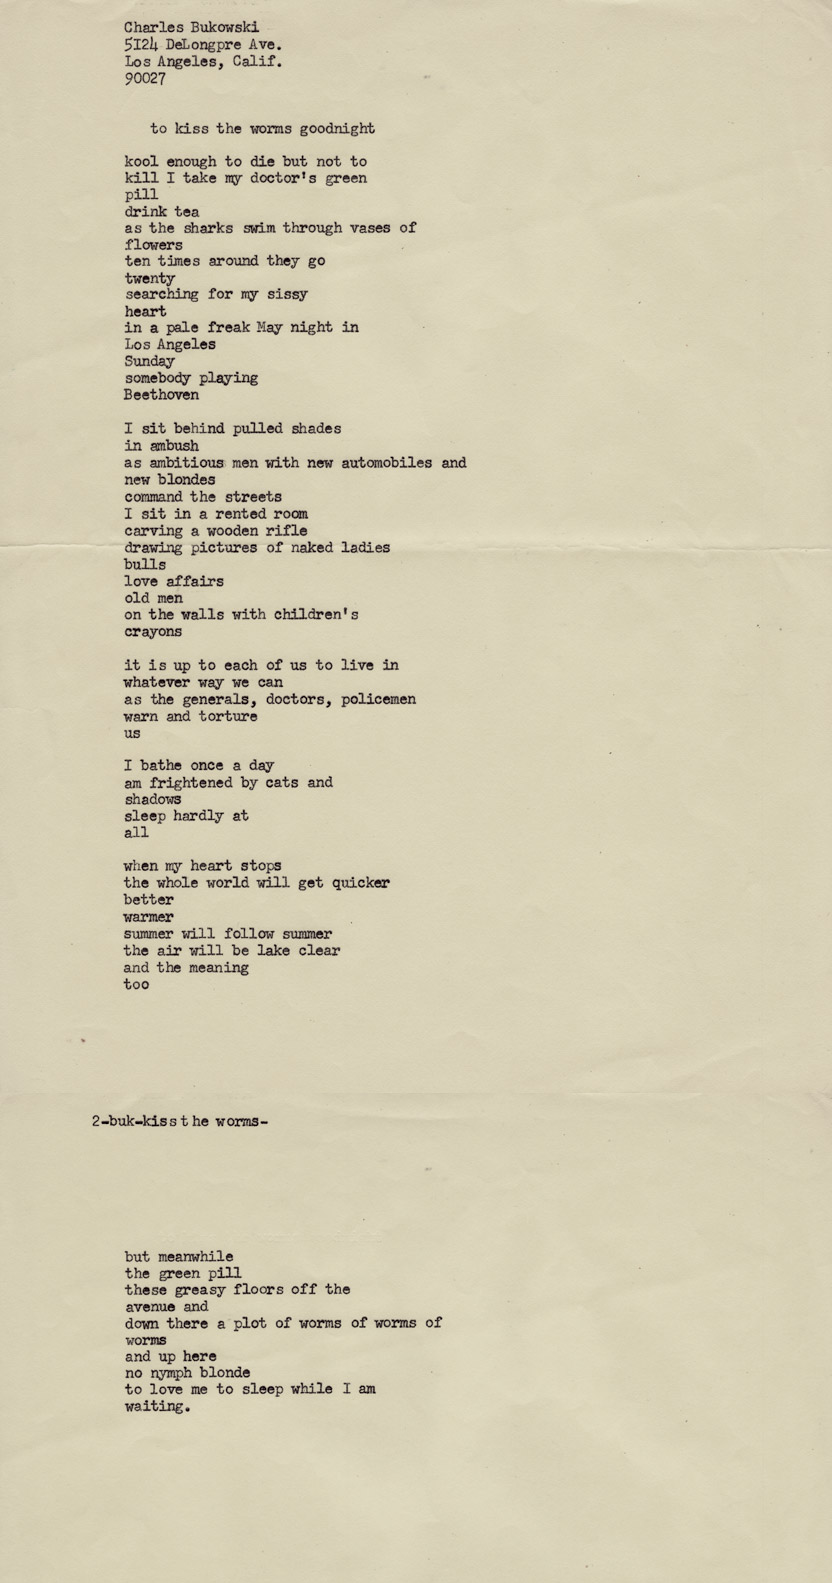 Charles Bukowski
5124 DeLongpre Ave.
Los Angeles, Calif.
90027
to kiss the worms goodnight
kool enough to die but not to
kill I take my doctor's green
pill
drink tea
as the sharks swim through vases of
flowers
ten times around they go
twenty
searching for my sissy
heart
in a pale freak May night in
Los Angeles
Sunday
somebody playing
Beethoven
I sit behind pulled shades
in ambush
as ambitious men with new automobiles and
new blondes
command the streets
I sit in a rented room
carving a wooden rifle
drawing pictures of naked ladies
bulls
love affairs
old men
on the walls with children's
crayons
it is up to each of us to live in
whatever way we can
as the generals, doctors, policemen
warn and torture
us
I bathe once a day
am frightened by cats and
shadows
sleep hardly at
all
when my heart stops
the whole world will get quicker
better
warmer
summer will follow summer
the air will be lake clear
and the meaning
too
2-buk-kiss the worms-
but meanwhile
the green pill
these greasy floors off the
avenue and
down there a plot of worms of worms of
worms
and up here
no nymph blonde
to love me to sleep while I am
waiting.